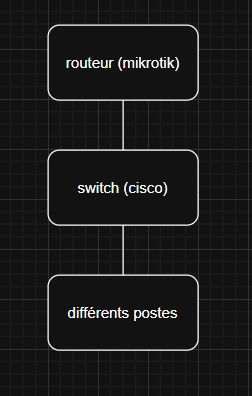 routeur (mikrotik)
switch (cisco)
différents postes